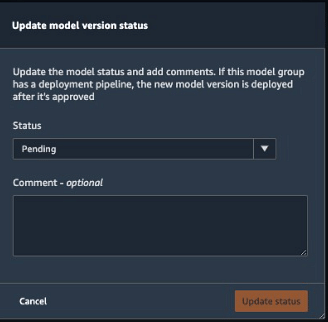 Update model version status
Update the model status and add comments. If this model group
has a deployment pipeline, the new model version is deployed
after it's approved
Status
Pending
Comment - optional
Cancel
Update status